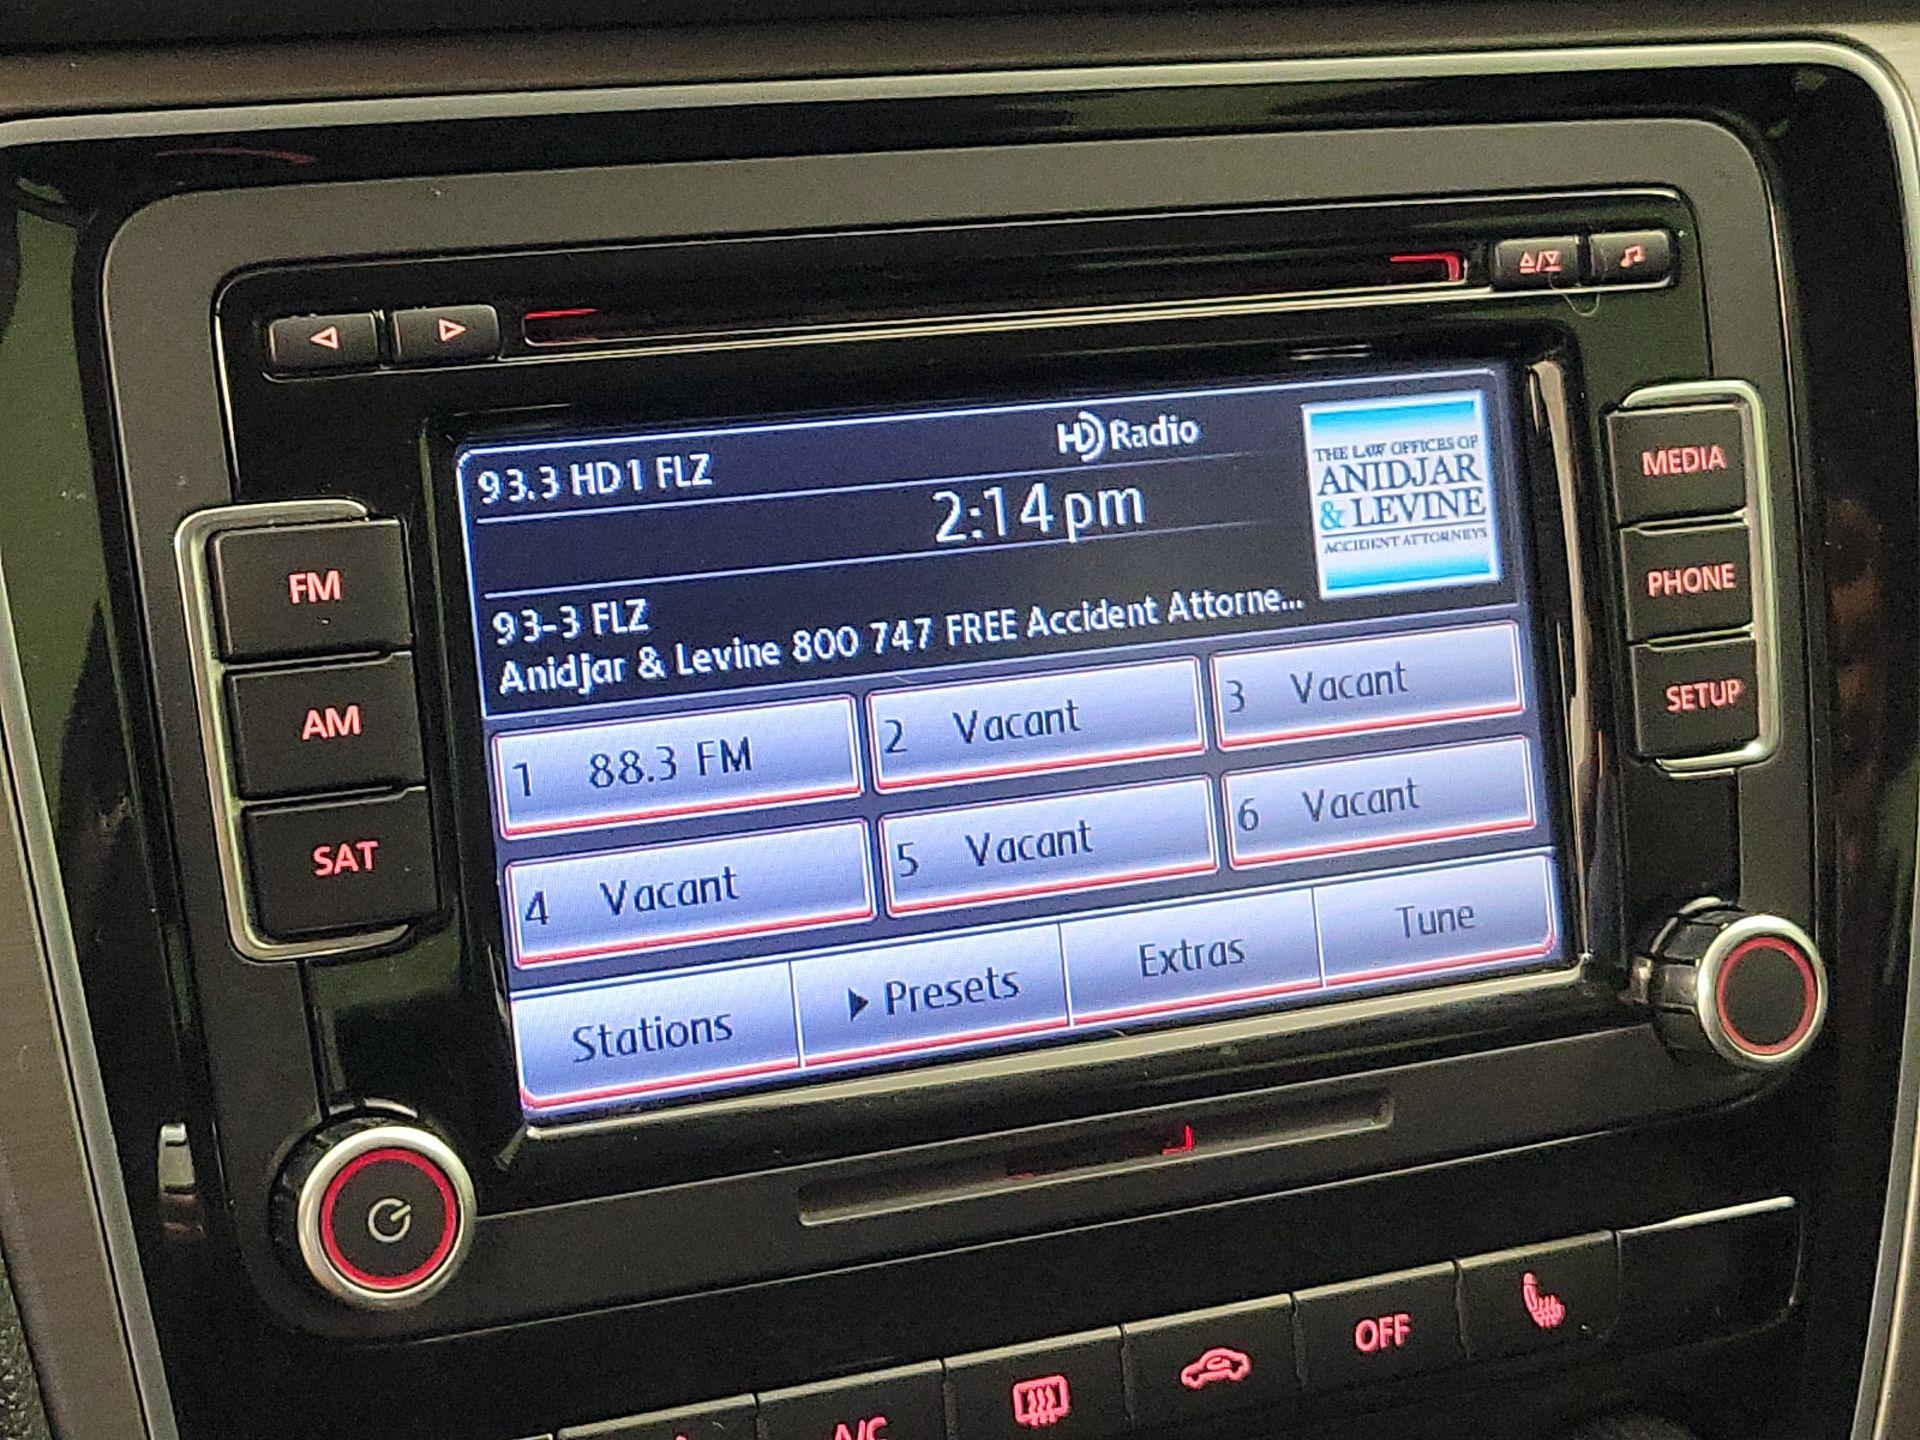 93.3 HD1 FLZ
HD Radio
2:14pm
THE LAW OFFICES OF
ANIDJAR
& LEVINE
ACCIDENT ATTORNEYS
93-3 FLZ
Anidjar & Levine 800 747 FREE Accident Attorne...
1 88.3 FM
2 Vacant
3 Vacant
4 Vacant
5 Vacant
6 Vacant
Stations
Presets
Extras
Tune
FM
AM
SAT
MEDIA
PHONE
SETUP
A/C
OFF